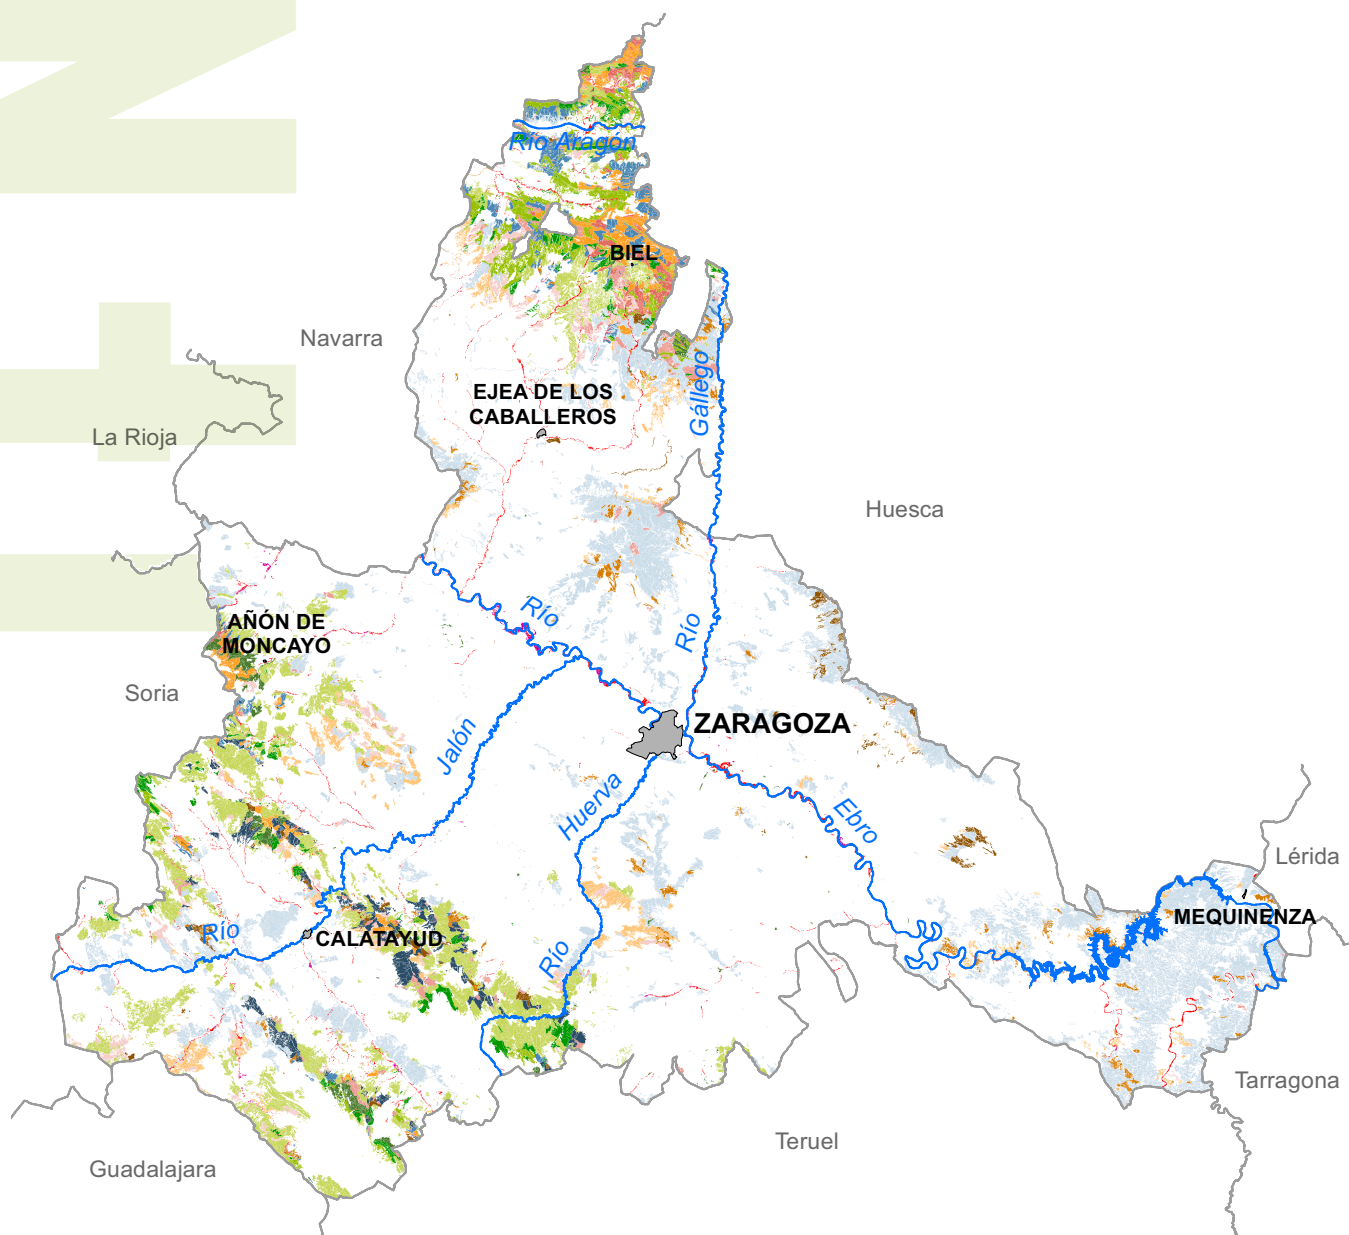 Río Aragón
BIEL
Navarra
Gállego
EJEA DE LOS
CABALLEROS
La Rioja
Huesca
Río
Río
AÑÓN DE
MONCAYO
Soria
ZARAGOZA
Jalón
Huerva
Ebro
Lérida
MEQUINENZA
Río
CALATAYUD
Río
Tarragona
Teruel
Guadalajara